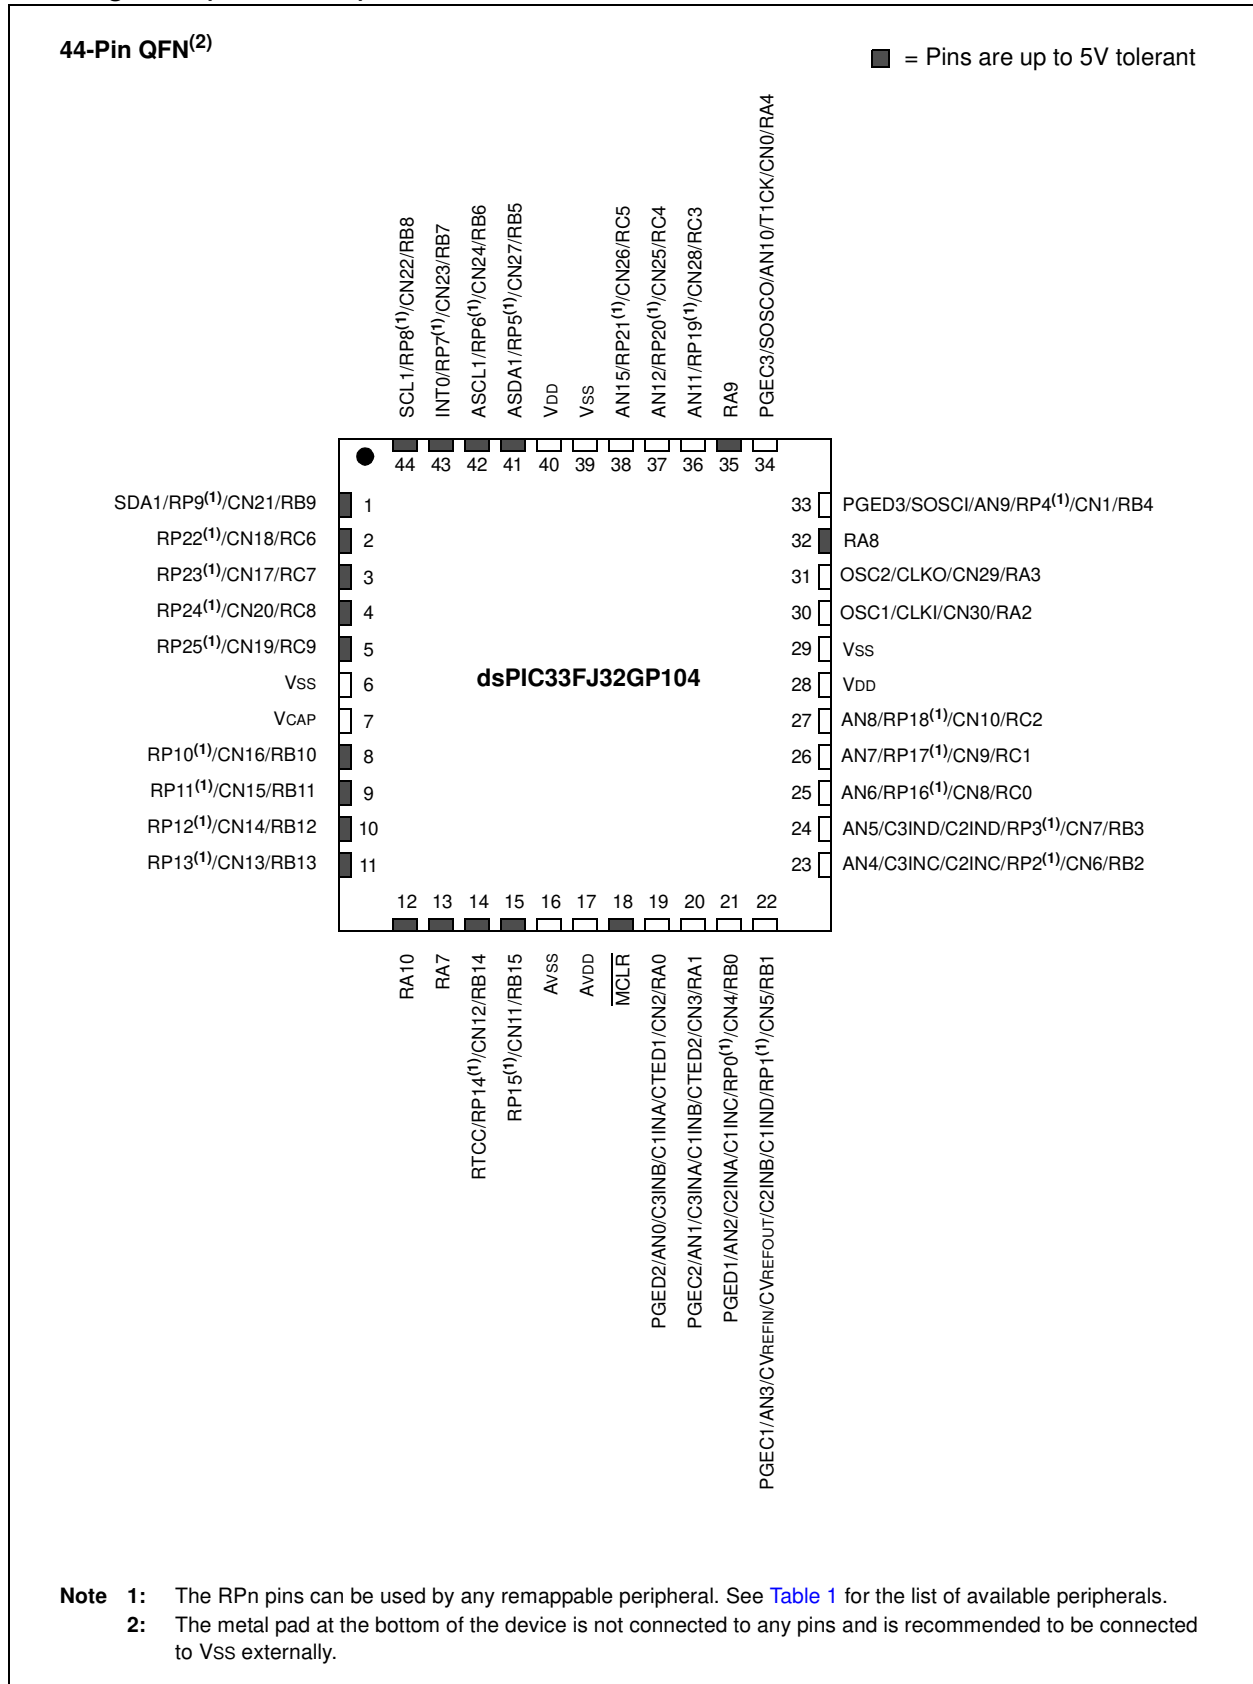 44-Pin QFN(2)
= Pins are up to 5V tolerant
SCL1/RP8(1)/CN22/RB8
INT0/RP7(1)/CN23/RB7
ASCL1/RP6(1)/CN24/RB6
ASDA1/RP5(1)/CN27/RB5
VDD
VSS
AN15/RP21(1)/CN26/RC5
AN12/RP20(1)/CN25/RC4
AN11/RP19(1)/CN28/RC3
RA9
PGEC3/SOSCO/AN10/T1CK/CN0/RA4
44 43 42 41 40 39 38 37 36 35 34
SDA1/RP9(1)/CN21/RB9 1
RP22(1)/CN18/RC6 2
RP23(1)/CN17/RC7 3
RP24(1)/CN20/RC8 4
RP25(1)/CN19/RC9 5
VSS 6
VCAP 7
RP10(1)/CN16/RB10 8
RP11(1)/CN15/RB11 9
RP12(1)/CN14/RB12 10
RP13(1)/CN13/RB13 11
dsPIC33FJ32GP104
33 PGED3/SOSCI/AN9/RP4(1)/CN1/RB4
32 RA8
31 OSC2/CLKO/CN29/RA3
30 OSC1/CLKI/CN30/RA2
29 VSS
28 VDD
27 AN8/RP18(1)/CN10/RC2
26 AN7/RP17(1)/CN9/RC1
25 AN6/RP16(1)/CN8/RC0
24 AN5/C3IND/C2IND/RP3(1)/CN7/RB3
23 AN4/C3INC/C2INC/RP2(1)/CN6/RB2
12 13 14 15 16 17 18 19 20 21 22
RA10
RA7
RTCC/RP14(1)/CN12/RB14
RP15(1)/CN11/RB15
AVSS
AVDD
MCLR
PGED2/AN0/C3INB/C1INA/CTED1/CN2/RA0
PGEC2/AN1/C3INA/C1INB/CTED2/CN3/RA1
PGED1/AN2/C2INA/C1INC/RP0(1)/CN4/RB0
PGEC1/AN3/CVREFIN/CVREFOUT/C2INB/C1IND/RP1(1)/CN5/RB1
Note 1: The RPn pins can be used by any remappable peripheral. See Table 1 for the list of available peripherals.
2: The metal pad at the bottom of the device is not connected to any pins and is recommended to be connected
to VSS externally.